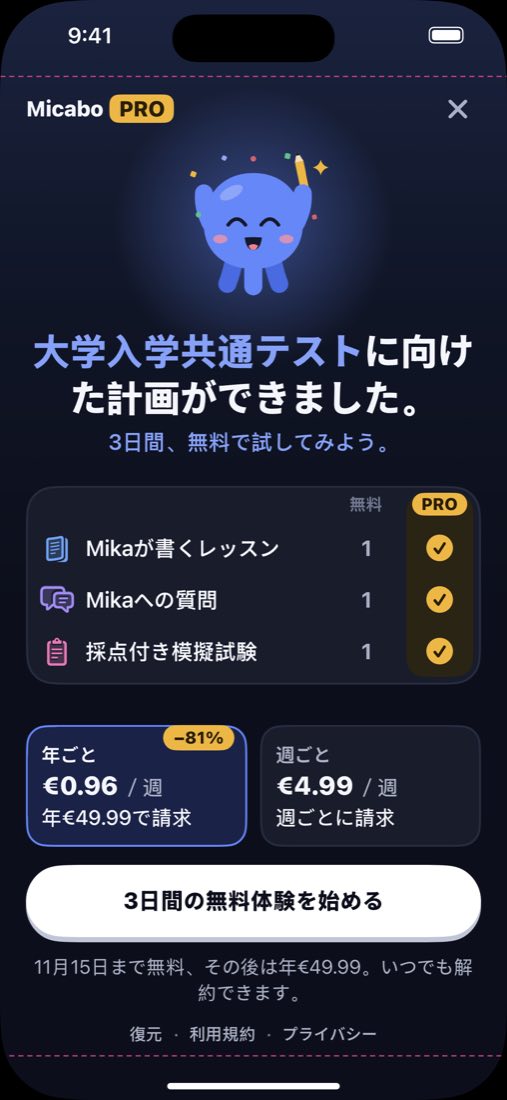 9:41
Micabo PRO
大学入学共通テストに向け
た計画ができました。
3日間、無料で試してみよう。
無料 PRO
Mikaが書くレッスン 1
Mikaへの質問 1
採点付き模擬試験 1
−81%
年ごと
€0.96 / 週
年€49.99で請求
週ごと
€4.99 / 週
週ごとに請求
3日間の無料体験を始める
11月15日まで無料、その後は年€49.99。いつでも解
約できます。
復元 · 利用規約 · プライバシー